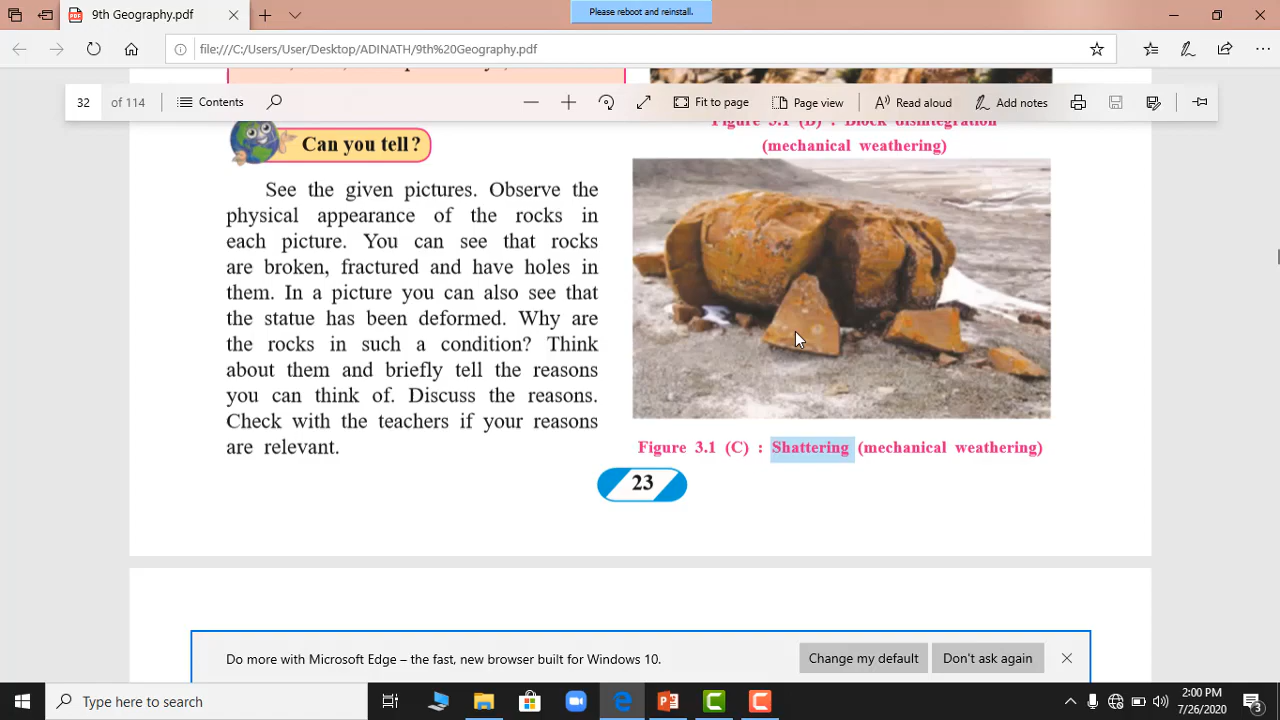 9th Geography.pdf
Please reboot and reinstall.
file:///C:/Users/User/Desktop/ADINATH/9th%20Geography.pdf
32 of 114 Contents Fit to page Page view Read aloud Add notes
Figure 3.1 (B) : Block disintegration
(mechanical weathering)
Can you tell?
See the given pictures. Observe the
physical appearance of the rocks in
each picture. You can see that rocks
are broken, fractured and have holes in
them. In a picture you can also see that
the statue has been deformed. Why are
the rocks in such a condition? Think
about them and briefly tell the reasons
you can think of. Discuss the reasons.
Check with the teachers if your reasons
are relevant.
Figure 3.1 (C) : Shattering (mechanical weathering)
23
Do more with Microsoft Edge – the fast, new browser built for Windows 10.
Change my default
Don't ask again
Type here to search
2:00 PM
7/26/2020
3